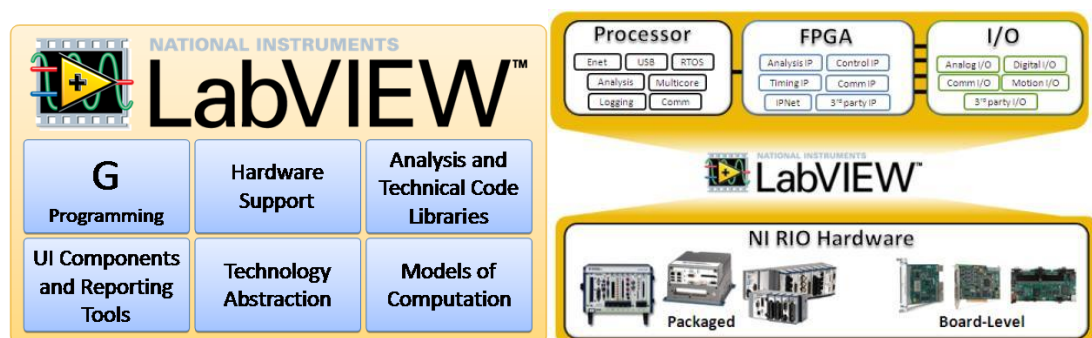 NATIONAL INSTRUMENTS
LabVIEW™
G
Programming
Hardware
Support
Analysis and
Technical Code
Libraries
UI Components
and Reporting
Tools
Technology
Abstraction
Models of
Computation
Processor
Enet
USB
RTOS
Analysis
Multicore
Logging
Comm
FPGA
Analysis IP
Control IP
Timing IP
Comm IP
IPNet
3rd party IP
I/O
Analog I/O
Digital I/O
Comm I/O
Motion I/O
3rd party I/O
NATIONAL INSTRUMENTS
LabVIEW™
NI RIO Hardware
Packaged
Board-Level